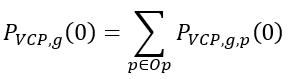 $P_{VCP,g}(0) = \sum_{p \in Op} P_{VCP,g,p}(0)$